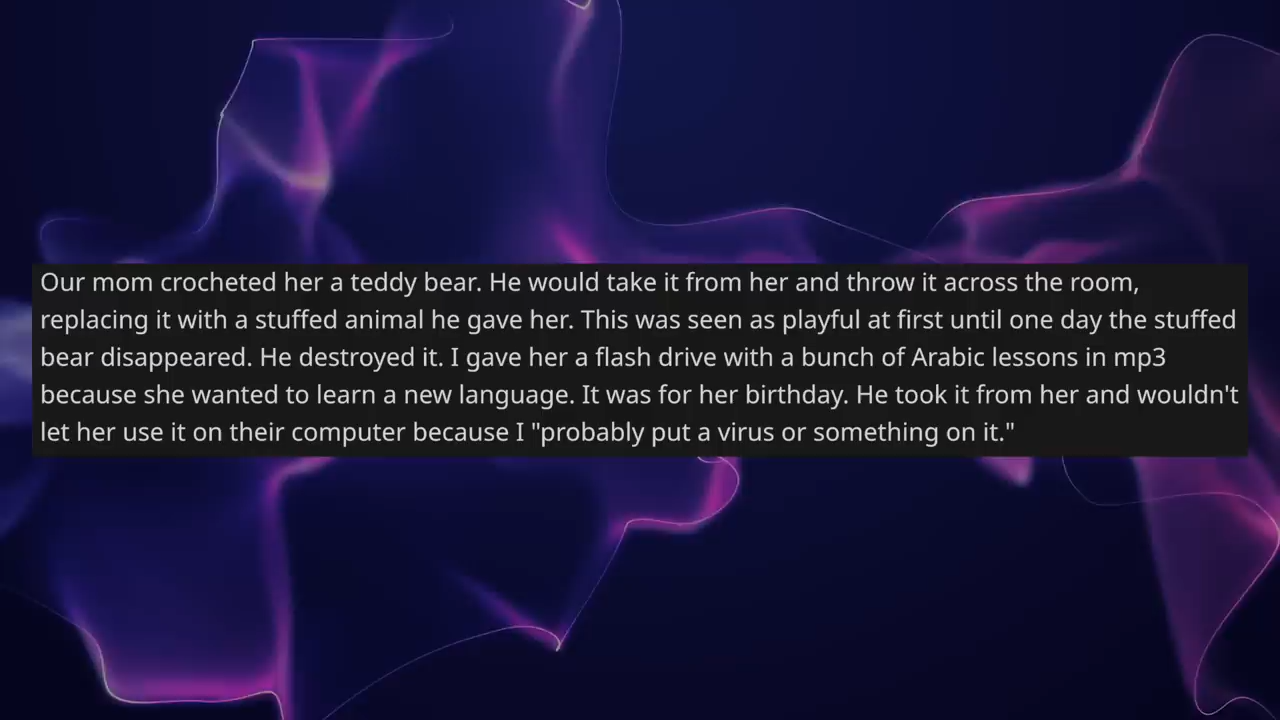 Our mom crocheted her a teddy bear. He would take it from her and throw it across the room,
replacing it with a stuffed animal he gave her. This was seen as playful at first until one day the stuffed
bear disappeared. He destroyed it. I gave her a flash drive with a bunch of Arabic lessons in mp3
because she wanted to learn a new language. It was for her birthday. He took it from her and wouldn't
let her use it on their computer because I "probably put a virus or something on it."